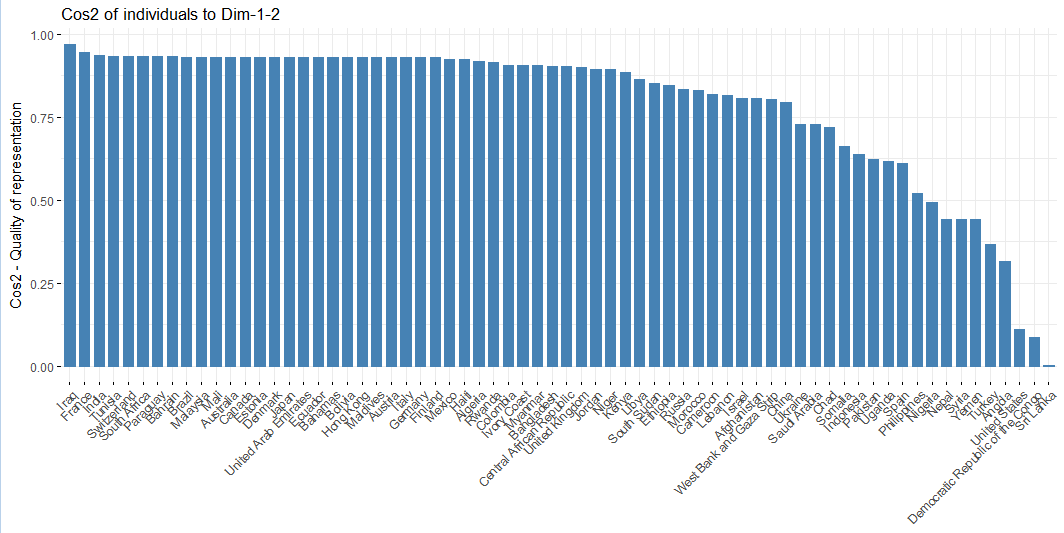 Cos2 of individuals to Dim-1-2
Cos2 - Quality of representation
1.00
0.75
0.50
0.25
0.00
Iraq
France
India
Tunisia
Switzerland
South Africa
Paraguay
Bahrain
Brazil
Malaysia
Mali
Australia
Canada
Estonia
Denmark
Japan
United Arab Emirates
Ecuador
Bahamas
Bolivia
Hong Kong
Maldives
Austria
Italy
Germany
Finland
Mexico
Haiti
Algeria
Rwanda
Colombia
Ivory Coast
Myanmar
Bangladesh
Central African Republic
United Kingdom
Jordan
Niger
Kenya
Libya
Sudan
South Sudan
Ethiopia
Russia
Morocco
Cameroon
Lebanon
Israel
Afghanistan
West Bank and Gaza Strip
China
Ukraine
Saudi Arabia
Chad
Somalia
Indonesia
Pakistan
Uganda
Spain
Philippines
Nigeria
Nepal
Syria
Yemen
Turkey
Angola
United States
Democratic Republic of the Congo
Sri Lanka